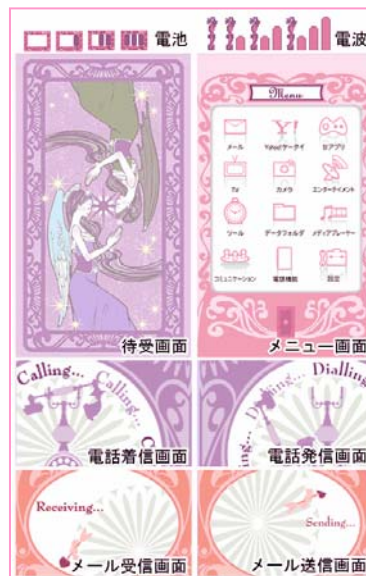 電池 電波
Menu
メール Yahoo!ケータイ S!アプリ
TV カメラ エンターテイメント
ツール データフォルダ メディアプレーヤー
コミュニケーション 電話機能 設定
待受画面 メニュー画面
Calling... Calling...
Dialling
電話着信画面 電話発信画面
Receiving...
Sending...
メール受信画面 メール送信画面